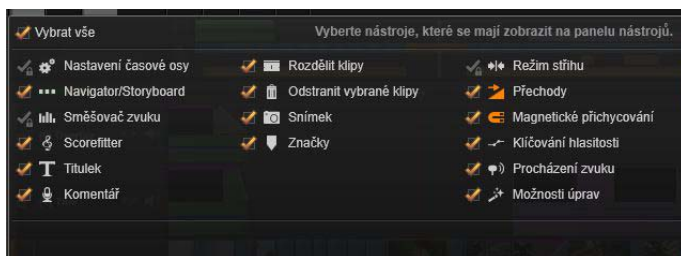 Vybrat vše
Vyberte nástroje, které se mají zobrazit na panelu nástrojů.
Nastavení časové osy
Navigator/Storyboard
Směšovač zvuku
Scorefitter
Titulek
Komentář
Rozdělit klipy
Odstranit vybrané klipy
Snímek
Značky
Režim střihu
Přechody
Magnetické přichycování
Klíčování hlasitosti
Procházení zvuku
Možnosti úprav